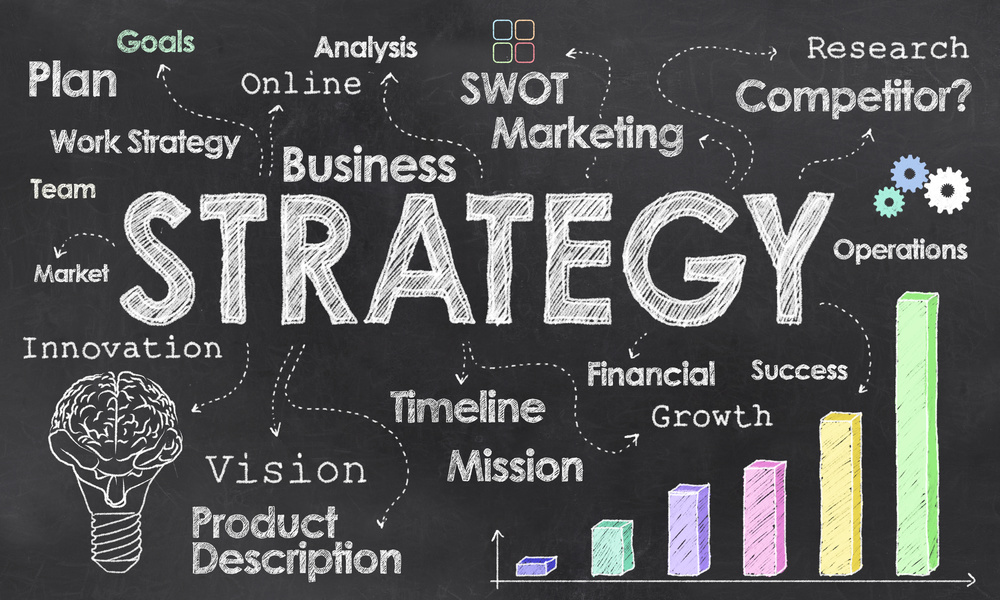 Goals
Analysis
Research
Plan
Online
SWOT
Competitor?
Work Strategy
Marketing
Business
Team
STRATEGY
Operations
Market
Innovation
Financial
Success
Timeline
Growth
Vision
Mission
Product
Description